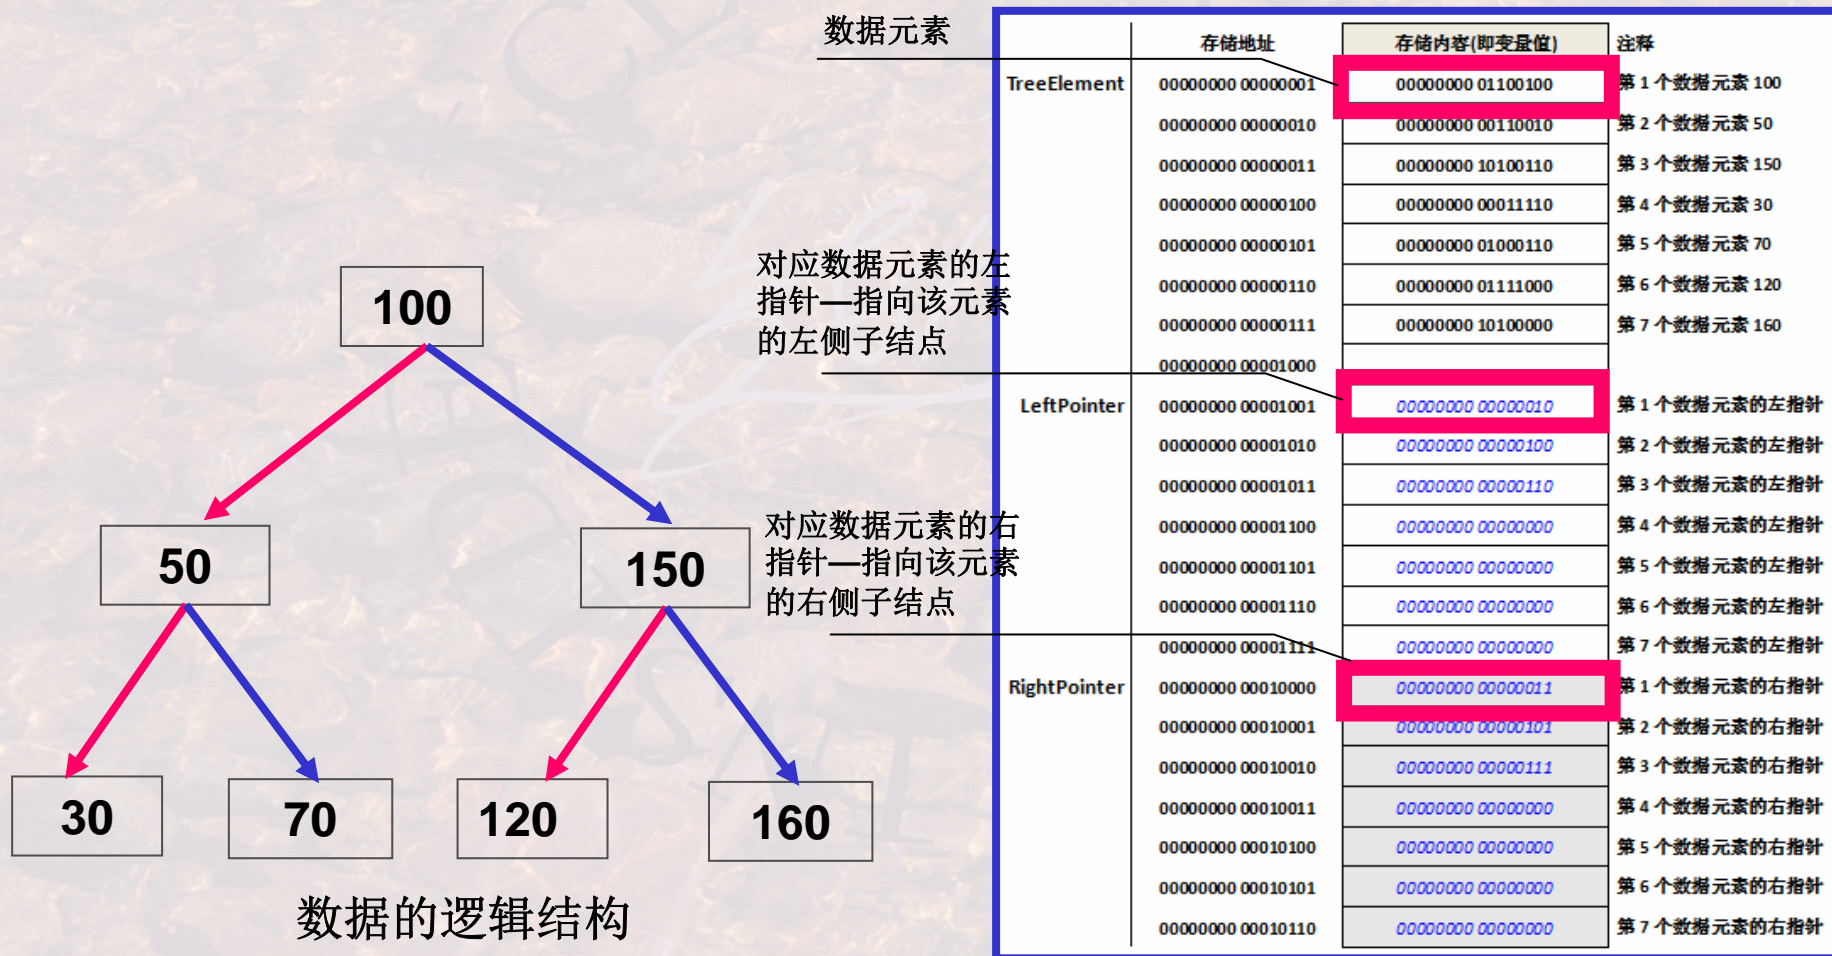 数据元素
存储地址 存储内容(即变量值) 注释
TreeElement 00000000 00000001 00000000 01100100 第 1 个数据元素 100
00000000 00000010 00000000 00110010 第 2 个数据元素 50
00000000 00000011 00000000 10100110 第 3 个数据元素 150
00000000 00000100 00000000 00011110 第 4 个数据元素 30
00000000 00000101 00000000 01000110 第 5 个数据元素 70
00000000 00000110 00000000 01111000 第 6 个数据元素 120
00000000 00000111 00000000 10100000 第 7 个数据元素 160
00000000 00001000
LeftPointer 00000000 00001001 00000000 00000010 第 1 个数据元素的左指针
00000000 00001010 00000000 00000100 第 2 个数据元素的左指针
00000000 00001011 00000000 00000110 第 3 个数据元素的左指针
00000000 00001100 00000000 00000000 第 4 个数据元素的左指针
00000000 00001101 00000000 00000000 第 5 个数据元素的左指针
00000000 00001110 00000000 00000000 第 6 个数据元素的左指针
00000000 00001111 00000000 00000000 第 7 个数据元素的左指针
RightPointer 00000000 00010000 00000000 00000011 第 1 个数据元素的右指针
00000000 00010001 00000000 00000101 第 2 个数据元素的右指针
00000000 00010010 00000000 00000111 第 3 个数据元素的右指针
00000000 00010011 00000000 00000000 第 4 个数据元素的右指针
00000000 00010100 00000000 00000000 第 5 个数据元素的右指针
00000000 00010101 00000000 00000000 第 6 个数据元素的右指针
00000000 00010110 00000000 00000000 第 7 个数据元素的右指针
对应数据元素的左
指针—指向该元素
的左侧子结点
对应数据元素的右
指针—指向该元素
的右侧子结点
100
50 150
30 70 120 160
数据的逻辑结构